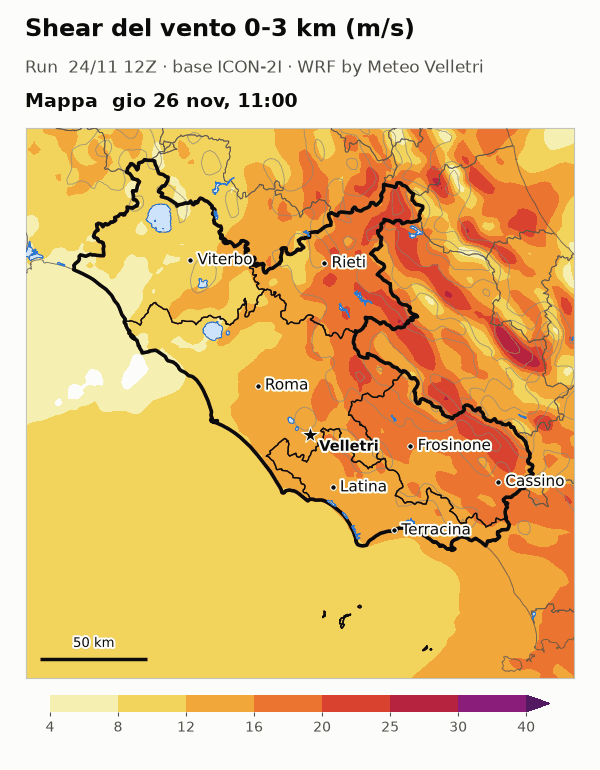 Shear del vento 0-3 km (m/s)
Run  24/11 12Z · base ICON-2I · WRF by Meteo Velletri
Mappa  gio 26 nov, 11:00
Viterbo
Rieti
Roma
Velletri
Frosinone
Cassino
Latina
Terracina
50 km
4 8 12 16 20 25 30 40